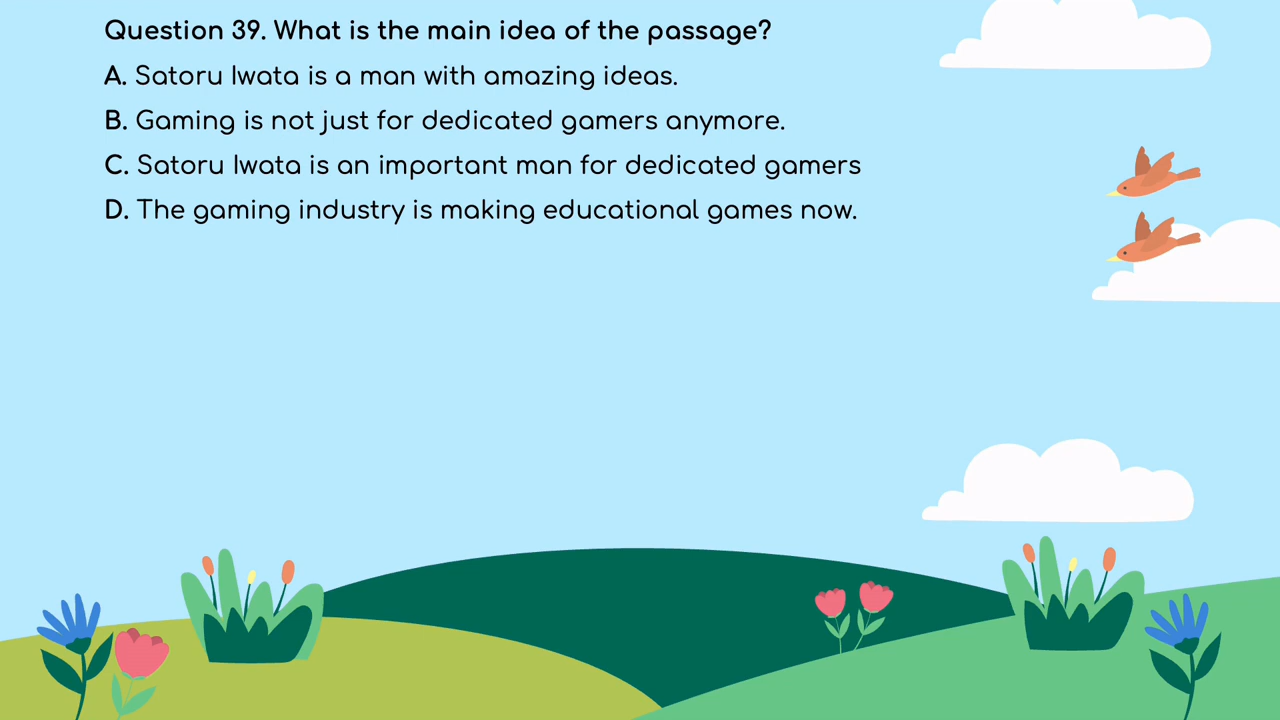 Question 39. What is the main idea of the passage?
A. Satoru Iwata is a man with amazing ideas.
B. Gaming is not just for dedicated gamers anymore.
C. Satoru Iwata is an important man for dedicated gamers
D. The gaming industry is making educational games now.